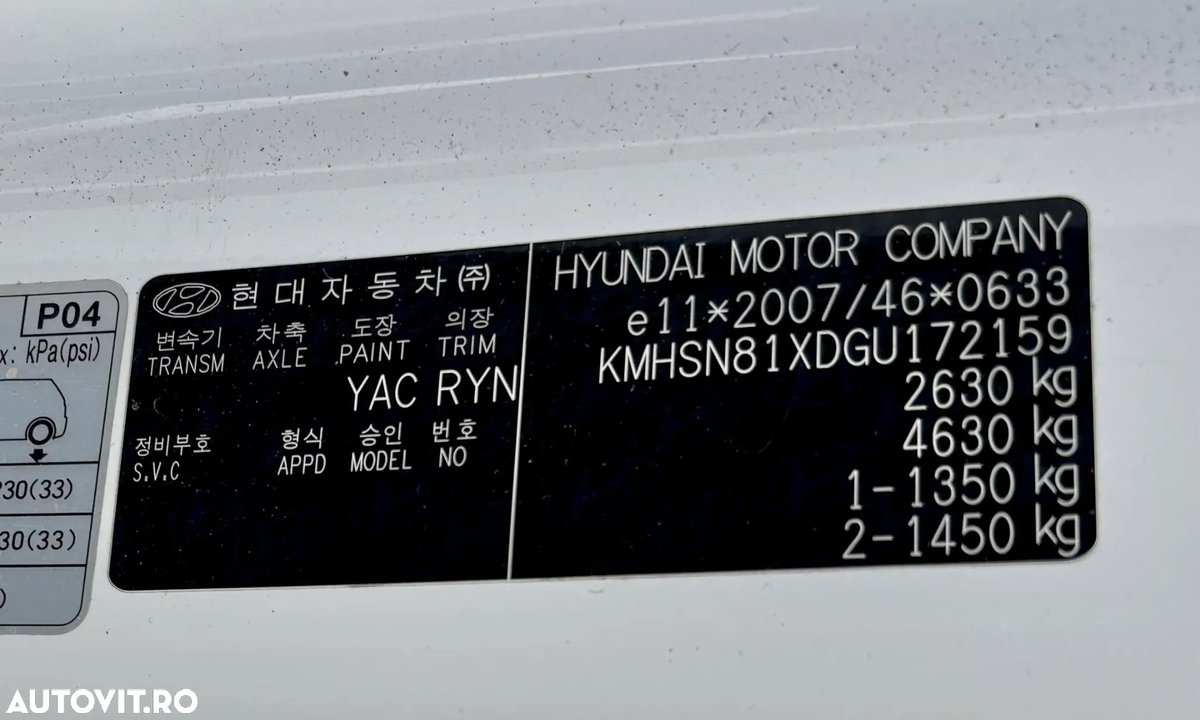 P04
x: kPa(psi)
230(33)
30(33)
)
현대자동차(주)
변속기 차축 도장 의장
TRANSM AXLE PAINT TRIM
YAC RYN
정비부호 형식 승인 번호
S.V.C APPD MODEL NO
HYUNDAI MOTOR COMPANY
e11*2007/46*0633
KMHSN81XDGU172159
2630 kg
4630 kg
1-1350 kg
2-1450 kg
AUTOVIT.RO